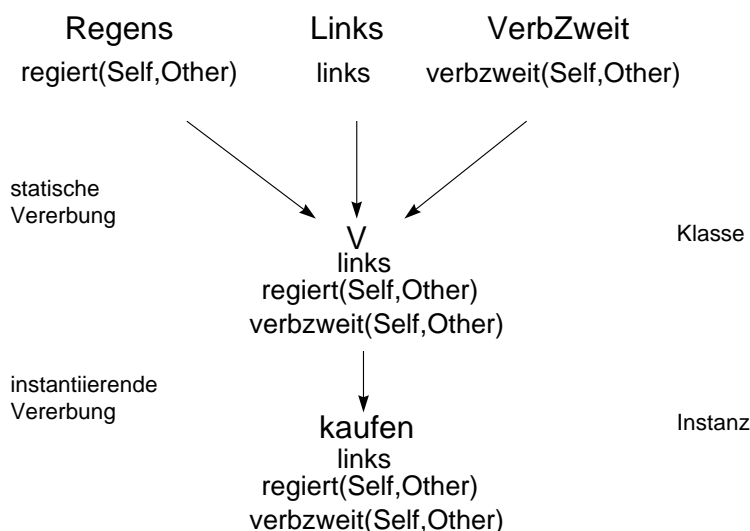 Regens Links VerbZweit
regiert(Self,Other) links verbzweit(Self,Other)
statische
Vererbung
V
Klasse
links
regiert(Self,Other)
verbzweit(Self,Other)
instantiierende
Vererbung
kaufen
Instanz
links
regiert(Self,Other)
verbzweit(Self,Other)